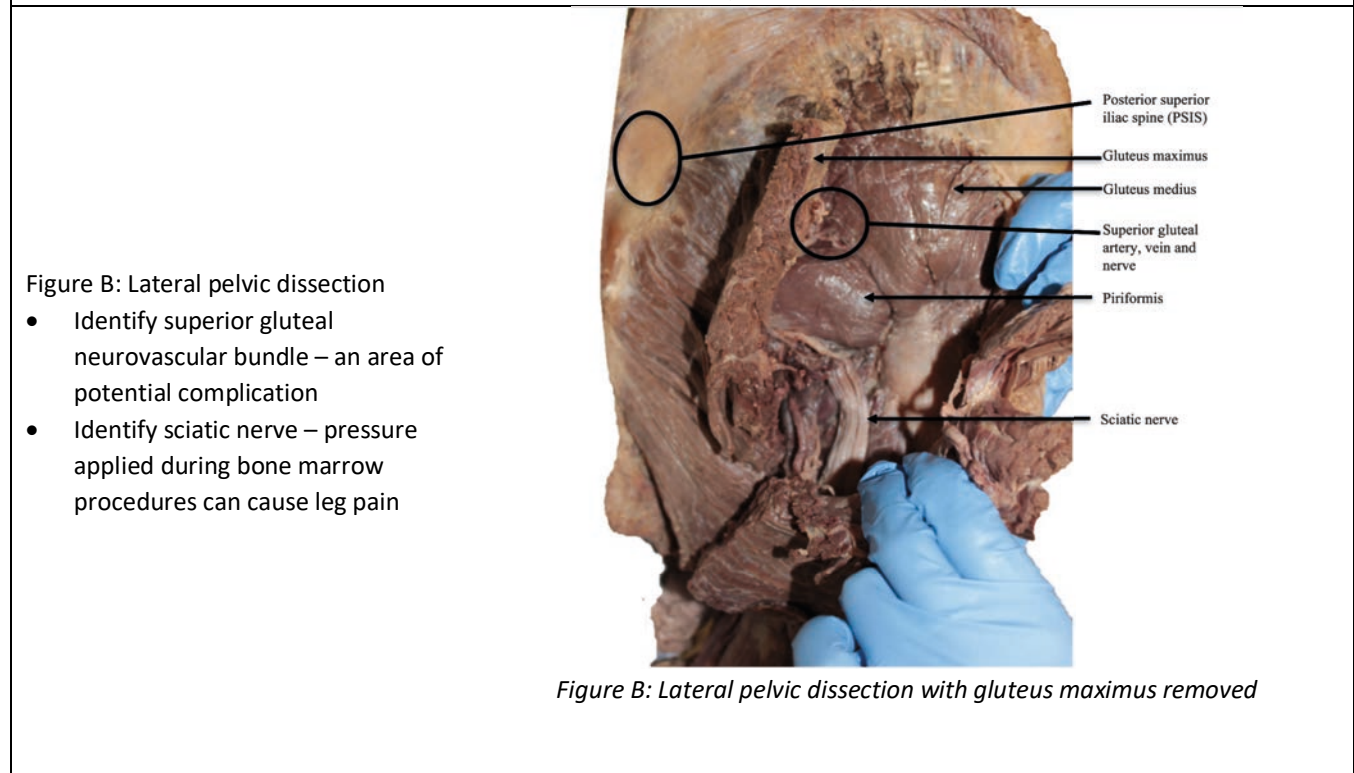 Figure B: Lateral pelvic dissection
• Identify superior gluteal
neurovascular bundle – an area of
potential complication
• Identify sciatic nerve – pressure
applied during bone marrow
procedures can cause leg pain
Posterior superior
iliac spine (PSIS)
Gluteus maximus
Gluteus medius
Superior gluteal
artery, vein and
nerve
Piriformis
Sciatic nerve
Figure B: Lateral pelvic dissection with gluteus maximus removed